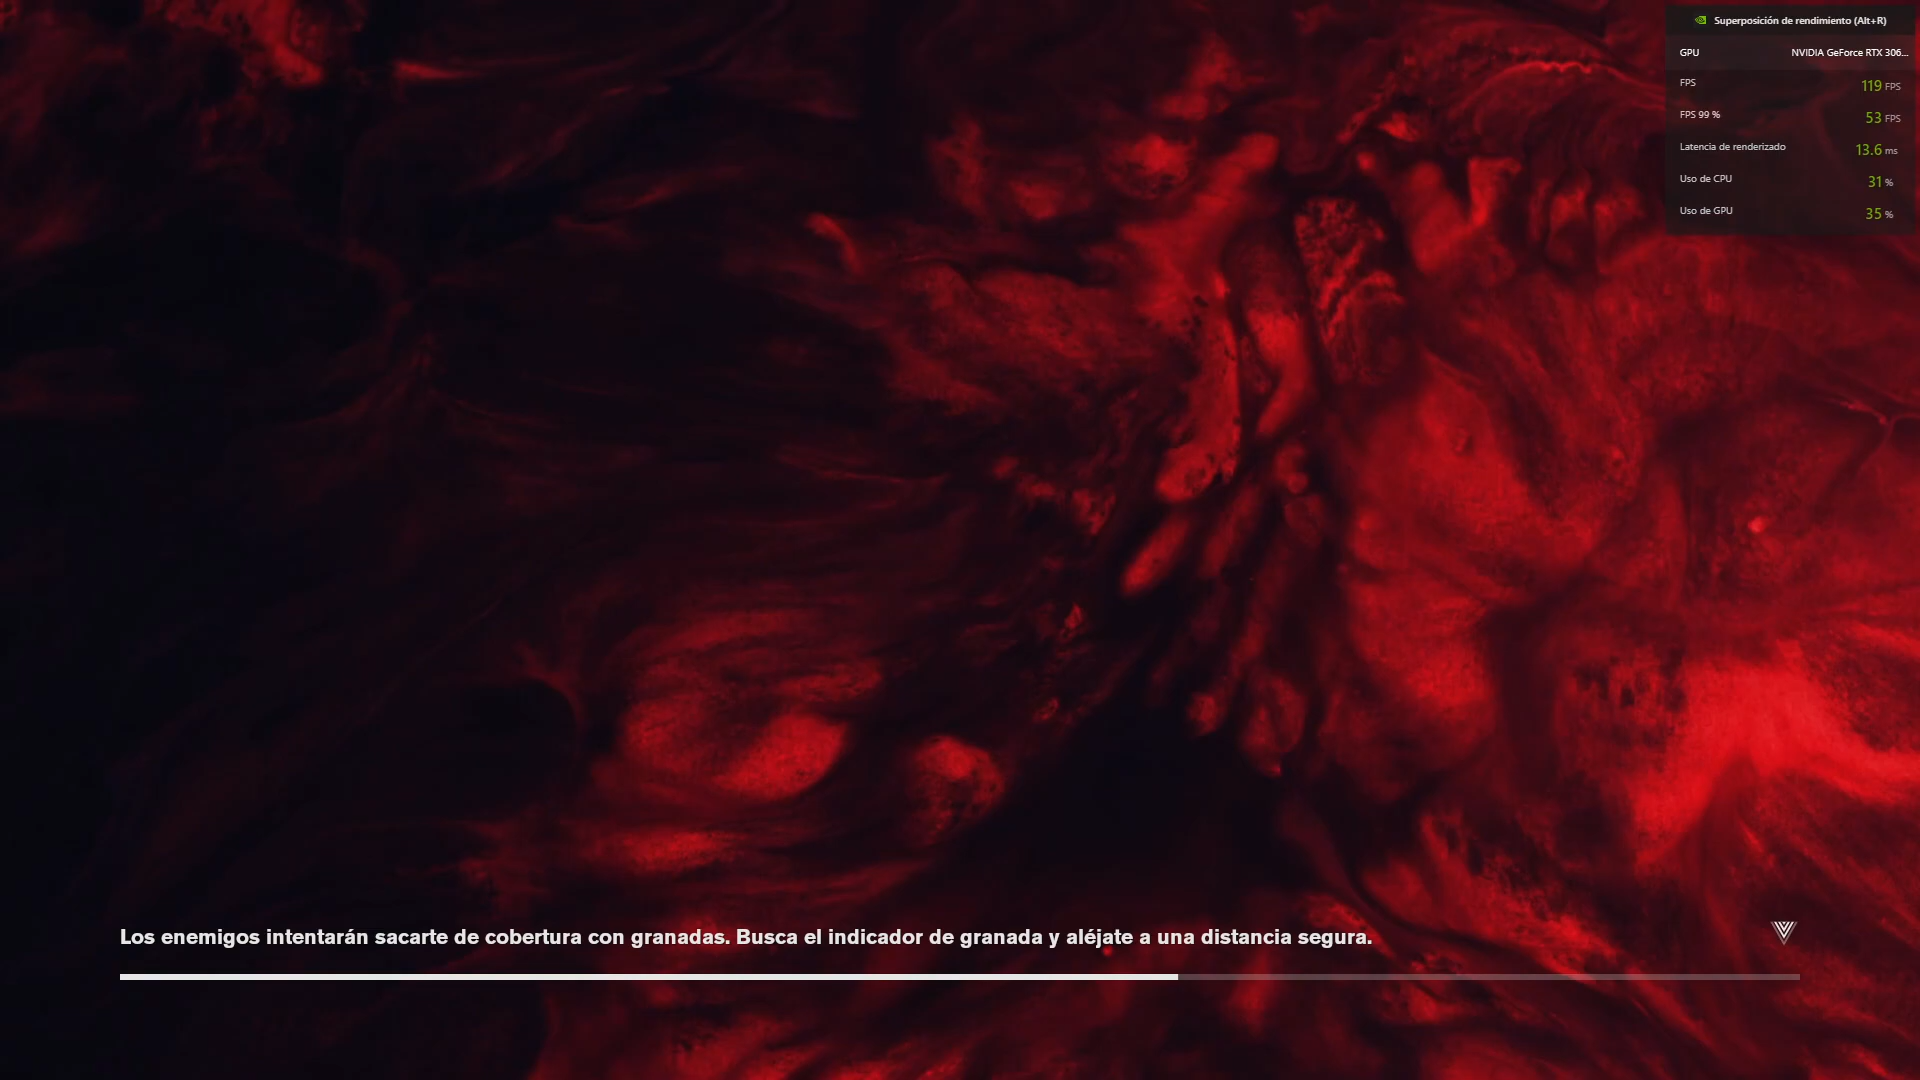 Superposición de rendimiento (Alt+R)
GPU NVIDIA GeForce RTX 306...
FPS 119 FPS
FPS 99 % 53 FPS
Latencia de renderizado 13.6 ms
Uso de CPU 31 %
Uso de GPU 35 %
Los enemigos intentarán sacarte de cobertura con granadas. Busca el indicador de granada y aléjate a una distancia segura.